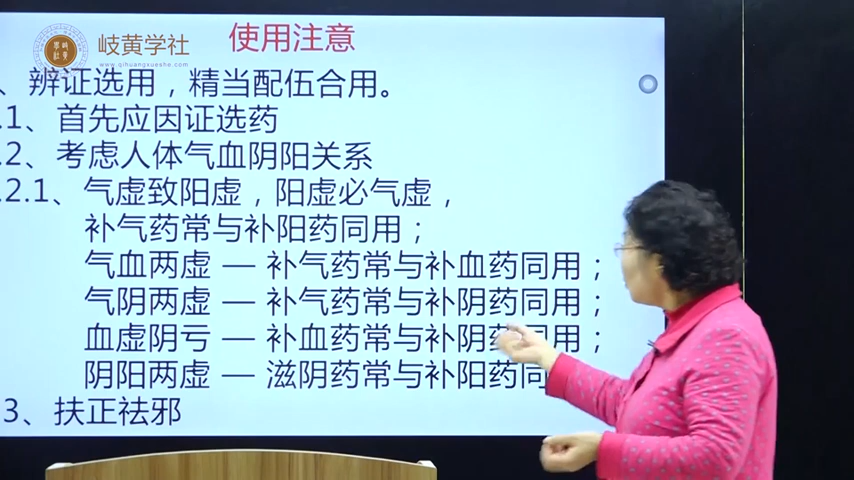 岐黄学社
www.qihuangxueshe.com
使用注意
、辨证选用，精当配伍合用。
.1、首先应因证选药
.2、考虑人体气血阴阳关系
.2.1、气虚致阳虚，阳虚必气虚，
补气药常与补阳药同用；
气血两虚 — 补气药常与补血药同用；
气阴两虚 — 补气药常与补阴药同用；
血虚阴亏 — 补血药常与补阴药同用；
阴阳两虚 — 滋阴药常与补阳药同
3、扶正祛邪